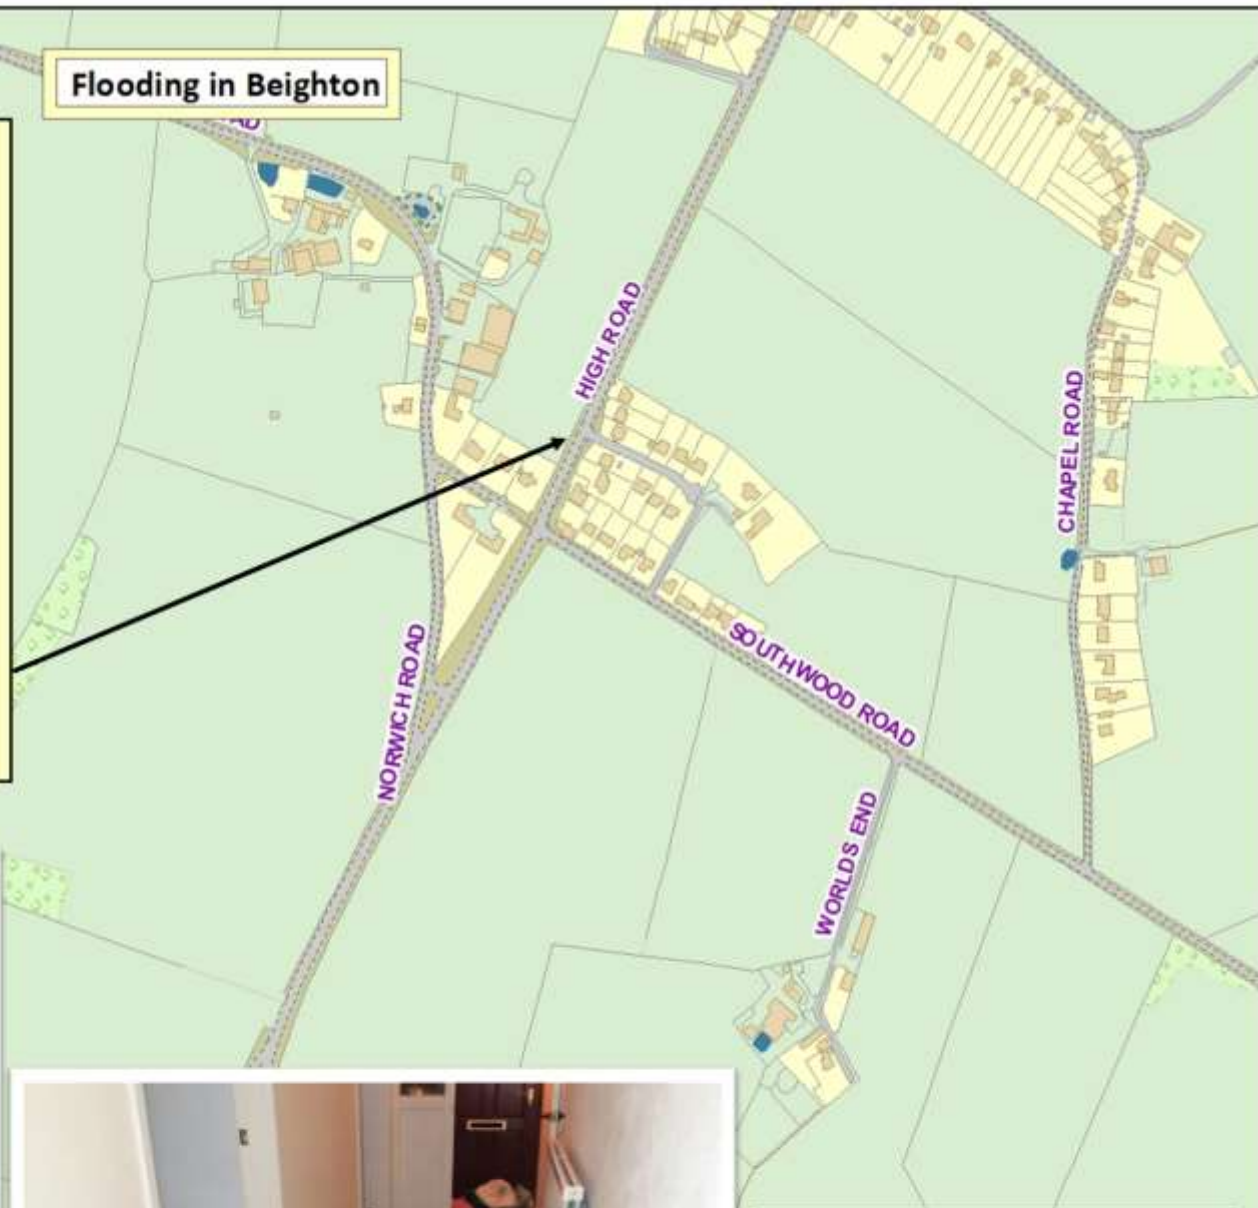 Flooding in Beighton
HIGH ROAD
CHAPEL ROAD
NORWICH ROAD
SOUTHWOOD ROAD
WORLDS END